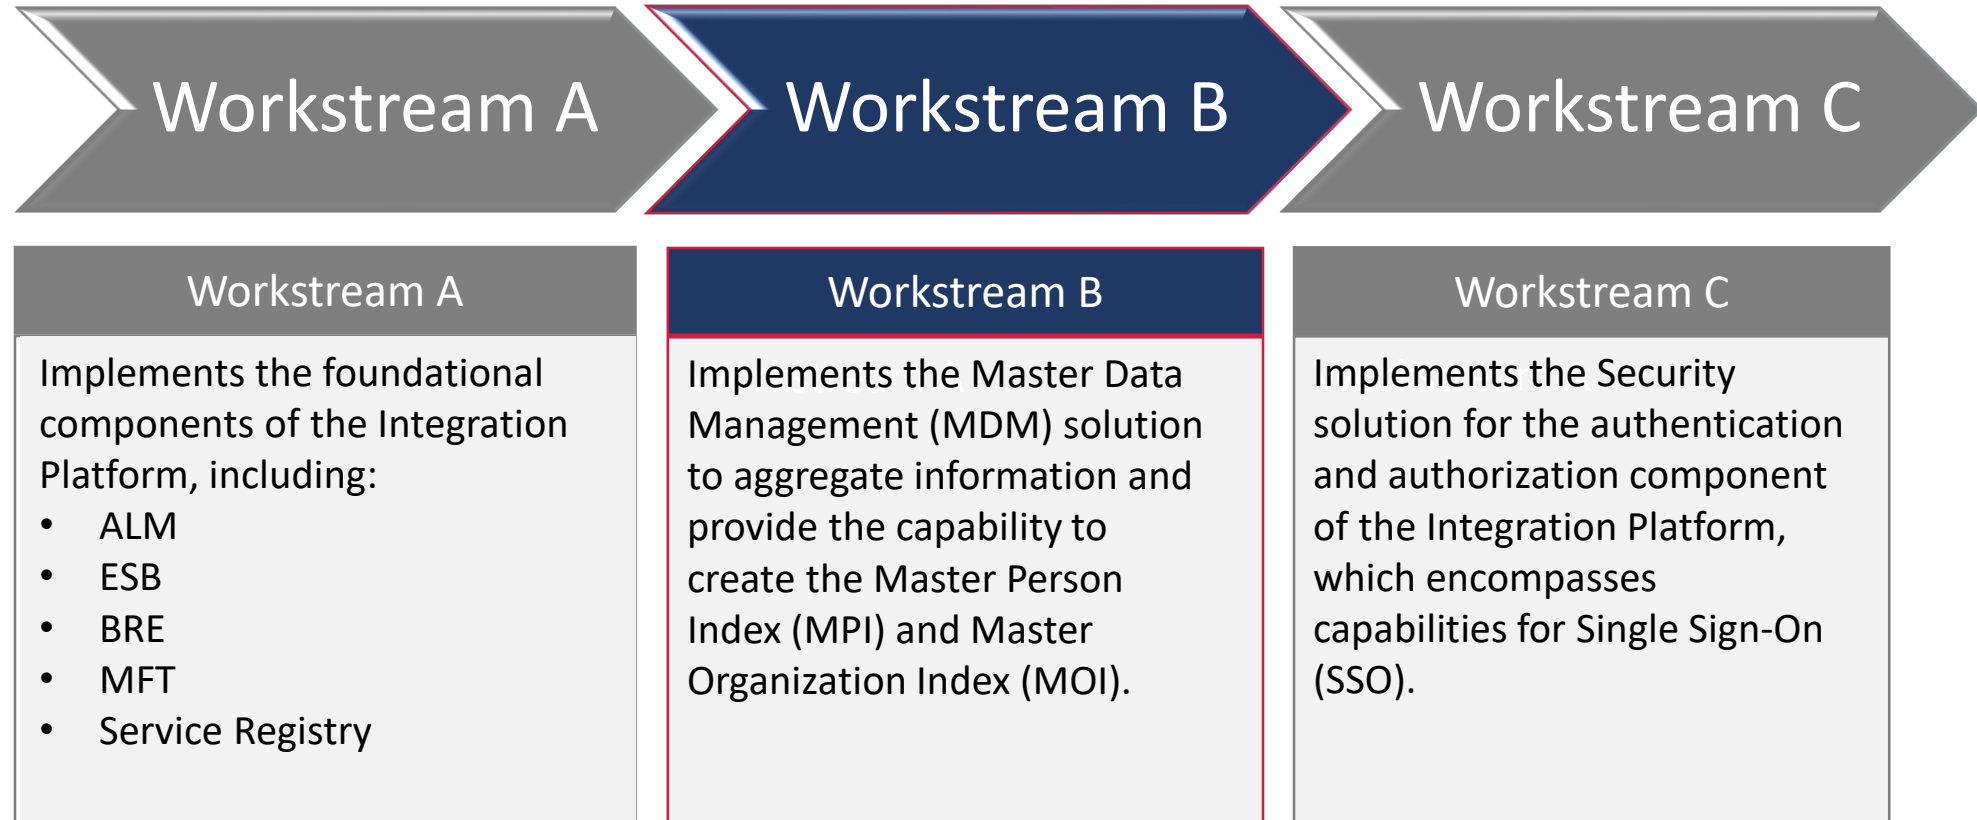 Workstream A
Workstream B
Workstream C
Workstream A
Implements the foundational
components of the Integration
Platform, including:
• ALM
• ESB
• BRE
• MFT
• Service Registry
Workstream B
Implements the Master Data
Management (MDM) solution
to aggregate information and
provide the capability to
create the Master Person
Index (MPI) and Master
Organization Index (MOI).
Workstream C
Implements the Security
solution for the authentication
and authorization component
of the Integration Platform,
which encompasses
capabilities for Single Sign-On
(SSO).